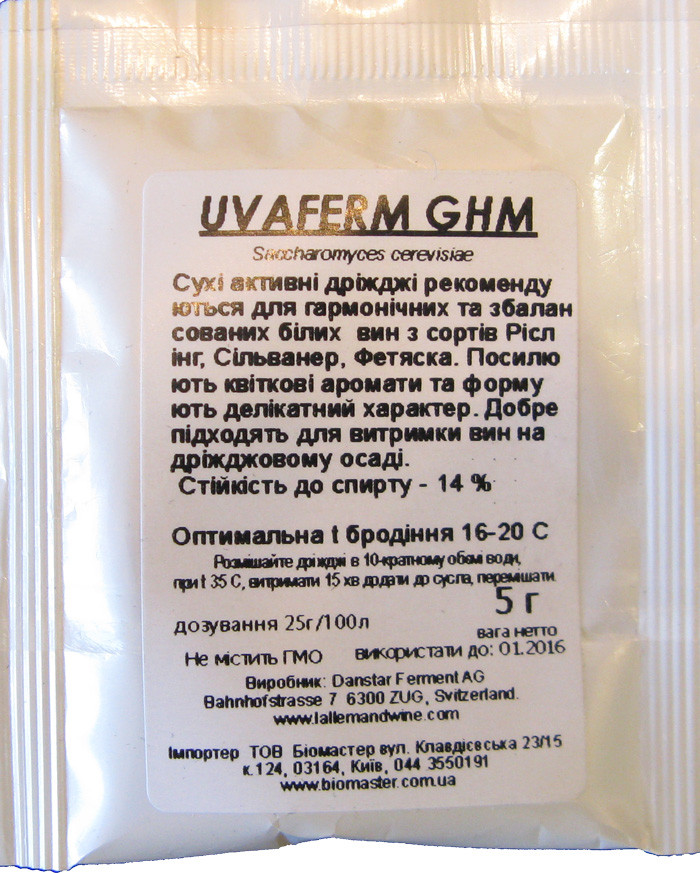 UVAFERM GHM
Saccharomyces cerevisiae
Сухі активні дріжджі рекоменду
ються для гармонічних та збалан
сованих білих вин з сортів Рісл
інг, Сільванер, Фетяска. Посилю
ють квіткові аромати та форму
ють делікатний характер. Добре
підходять для витримки вин на
дріжджовому осаді.
Стійкість до спирту - 14 %
Оптимальна t бродіння 16-20 С
Розмішайте дріжджі в 10-кратному обємі води,
при t 35 С, витримати 15 хв додати до сусла, перемішати.
5 г
дозування 25г/100л
вага нетто
Не містить ГМО
використати до: 01.2016
Виробник: Danstar Ferment AG
Bahnhofstrasse 7 6300 ZUG, Svitzerland.
www.lallemandwine.com
Імпортер ТОВ Біомастер вул. Клавдієвська 23/15
к.124, 03164, Київ, 044 3550191
www.biomaster.com.ua